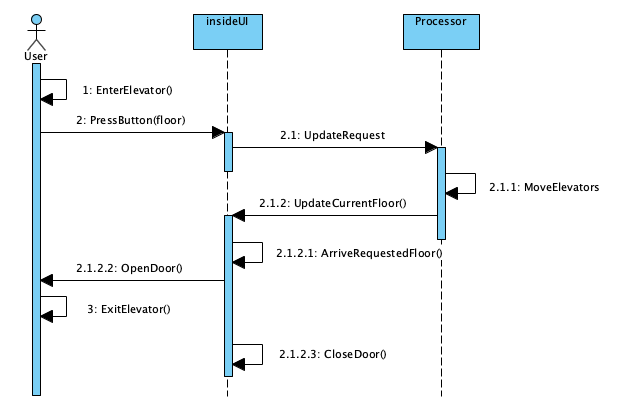 insideUI
Processor
User
1: EnterElevator()
2: PressButton(floor)
2.1: UpdateRequest
2.1.1: MoveElevators
2.1.2: UpdateCurrentFloor()
2.1.2.1: ArriveRequestedFloor()
2.1.2.2: OpenDoor()
3: ExitElevator()
2.1.2.3: CloseDoor()